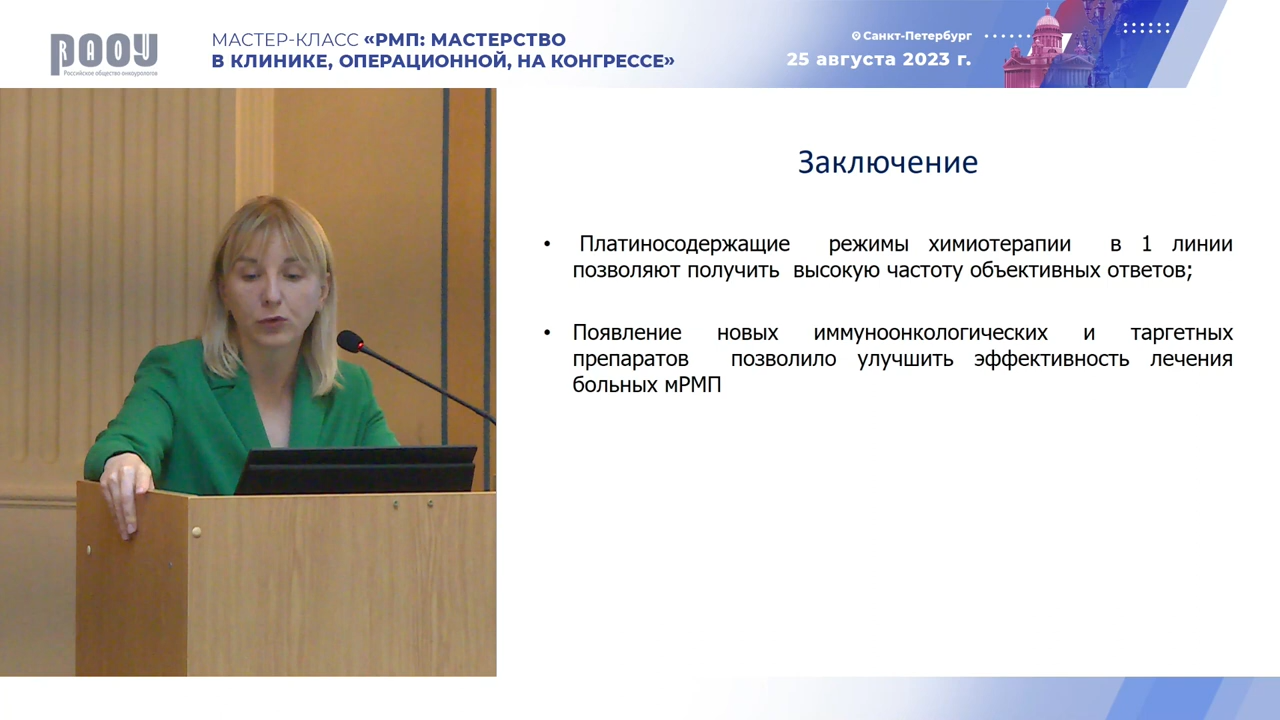 РАОУ
Российское общество онкоурологов
МАСТЕР-КЛАСС «РМП: МАСТЕРСТВО
В КЛИНИКЕ, ОПЕРАЦИОННОЙ, НА КОНГРЕССЕ»
Санкт-Петербург
25 августа 2023 г.
Заключение
• Платиносодержащие режимы химиотерапии в 1 линии
позволяют получить высокую частоту объективных ответов;
• Появление новых иммуноонкологических и таргетных
препаратов позволило улучшить эффективность лечения
больных мРМП